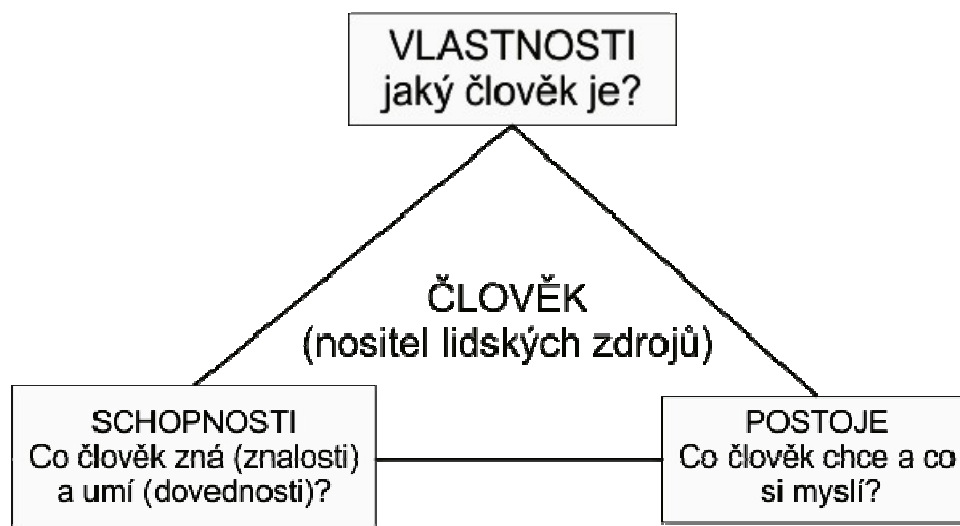 VLASTNOSTI
jaký člověk je?
ČLOVĚK
(nositel lidských zdrojů)
SCHOPNOSTI
Co člověk zná (znalosti)
a umí (dovednosti)?
POSTOJE
Co člověk chce a co
si myslí?